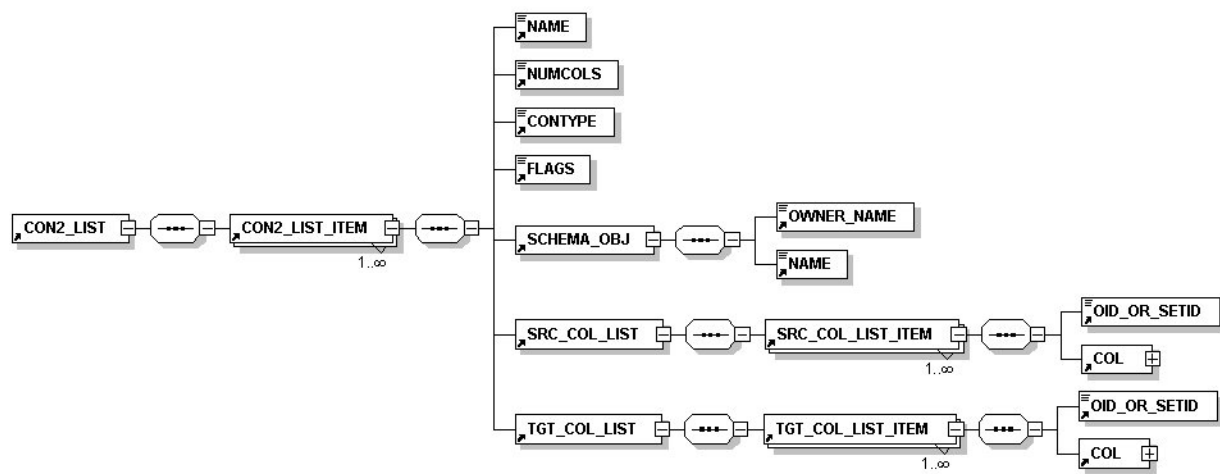 NAME
NUMCOLS
CONTYPE
FLAGS
CON2_LIST
CON2_LIST_ITEM
1..∞
SCHEMA_OBJ
OWNER_NAME
NAME
SRC_COL_LIST
SRC_COL_LIST_ITEM
1..∞
OID_OR_SETID
COL
TGT_COL_LIST
TGT_COL_LIST_ITEM
1..∞
OID_OR_SETID
COL